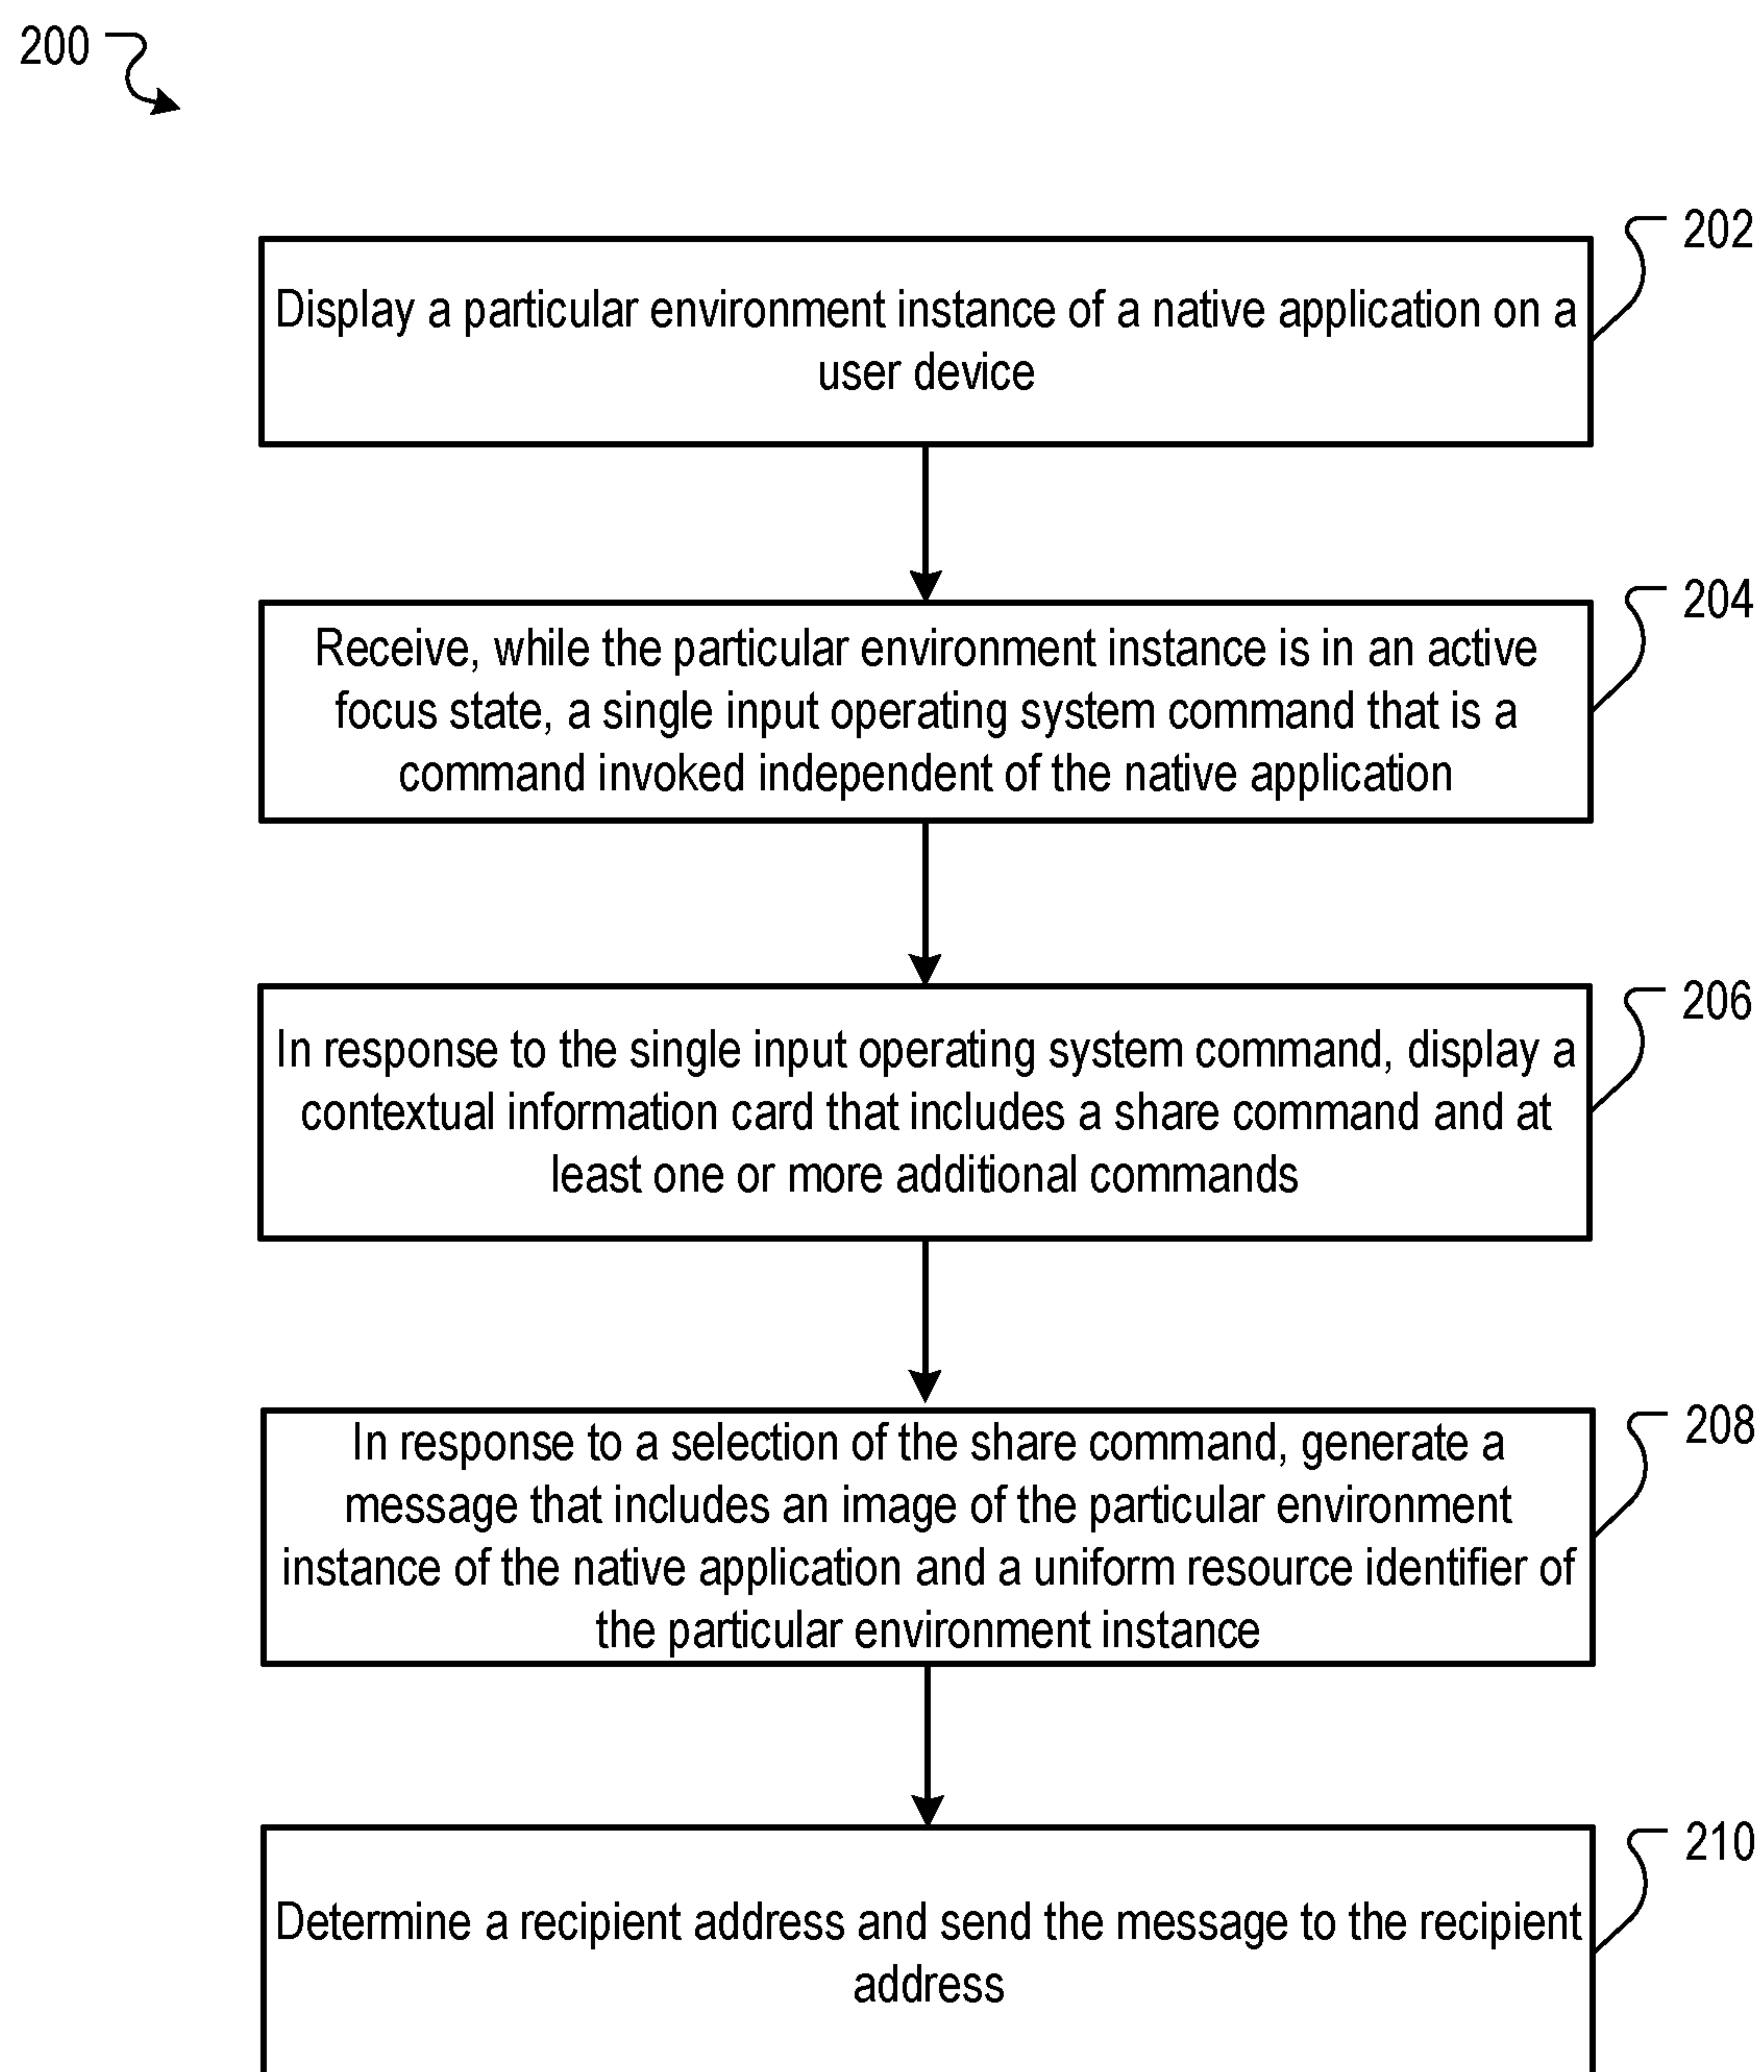 200
202
Display a particular environment instance of a native application on a
user device
204
Receive, while the particular environment instance is in an active
focus state, a single input operating system command that is a
command invoked independent of the native application
206
In response to the single input operating system command, display a
contextual information card that includes a share command and at
least one or more additional commands
208
In response to a selection of the share command, generate a
message that includes an image of the particular environment
instance of the native application and a uniform resource identifier of
the particular environment instance
210
Determine a recipient address and send the message to the recipient
address